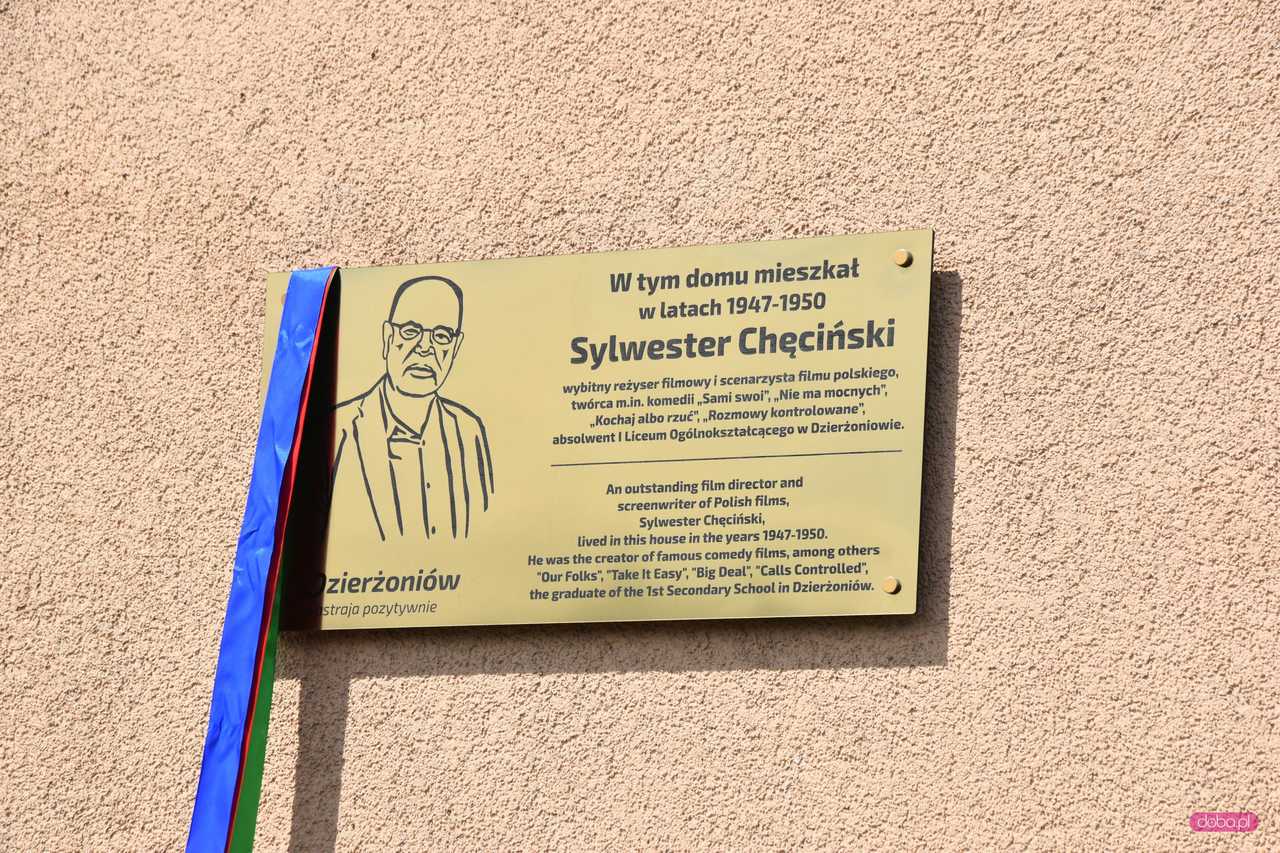 W tym domu mieszkał
w latach 1947-1950
Sylwester Chęciński
wybitny reżyser filmowy i scenarzysta filmu polskiego,
twórca m.in. komedii „Sami swoi”, „Nie ma mocnych”,
„Kochaj albo rzuć”, „Rozmowy kontrolowane”,
absolwent I Liceum Ogólnokształcącego w Dzierżoniowie.
An outstanding film director and
screenwriter of Polish films,
Sylwester Chęciński,
lived in this house in the years 1947-1950.
He was the creator of famous comedy films, among others
"Our Folks", "Take It Easy", "Big Deal", "Calls Controlled",
the graduate of the 1st Secondary School in Dzierżoniów.
Dzierżoniów
pozytywnie
doba.pl